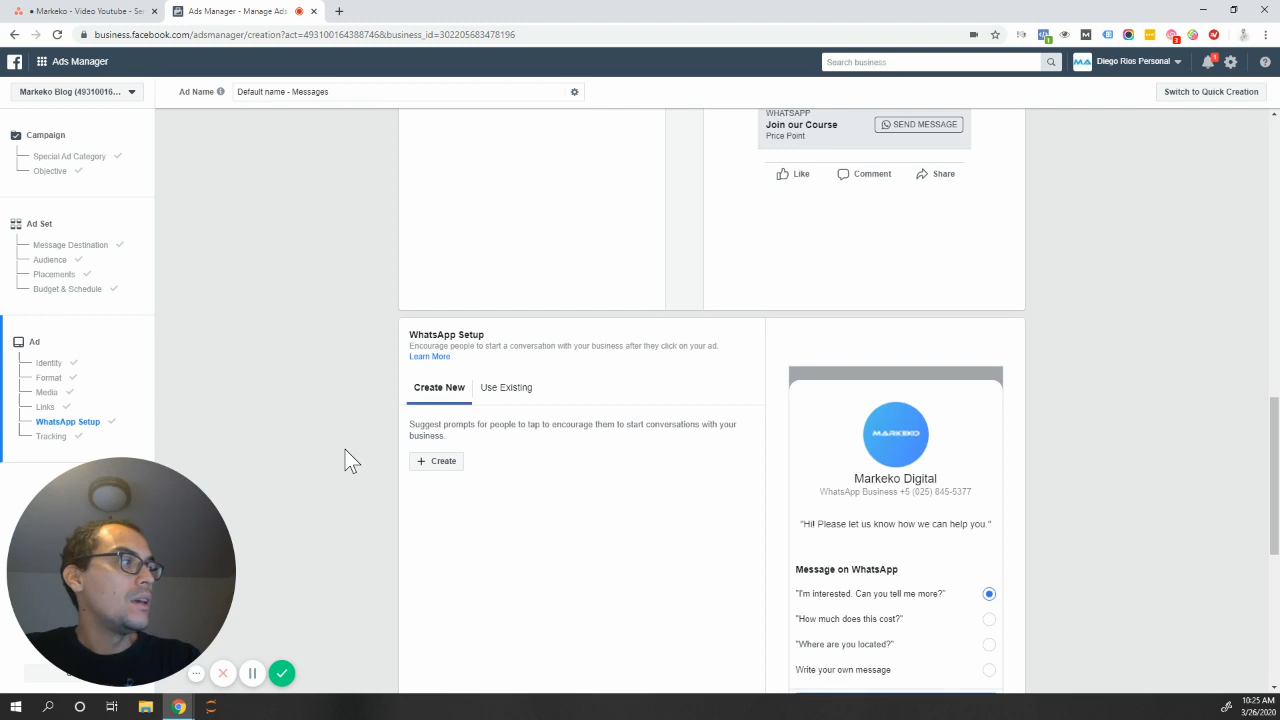 Markeko - Video Youtube - Se
Ads Manager - Manage Ads
business.facebook.com/adsmanager/creation?act=493100164388746&business_id=302205683478196
Ads Manager
Search business
MA
Diego Rios Personal
1
Markeko Blog (49310016...
Ad Name
Default name - Messages
Switch to Quick Creation
Campaign
Special Ad Category
Objective
Ad Set
Message Destination
Audience
Placements
Budget & Schedule
Ad
Identity
Format
Media
Links
WhatsApp Setup
Tracking
WHATSAPP
Join our Course
Price Point
SEND MESSAGE
Like
Comment
Share
WhatsApp Setup
Encourage people to start a conversation with your business after they click on your ad.
Learn More
Create New
Use Existing
Suggest prompts for people to tap to encourage them to start conversations with your
business.
+ Create
MARKEKO
Markeko Digital
WhatsApp Business +5 (025) 845-5377
"Hi! Please let us know how we can help you."
Message on WhatsApp
"I'm interested. Can you tell me more?"
"How much does this cost?"
"Where are you located?"
Write your own message
10:25 AM
3/26/2020